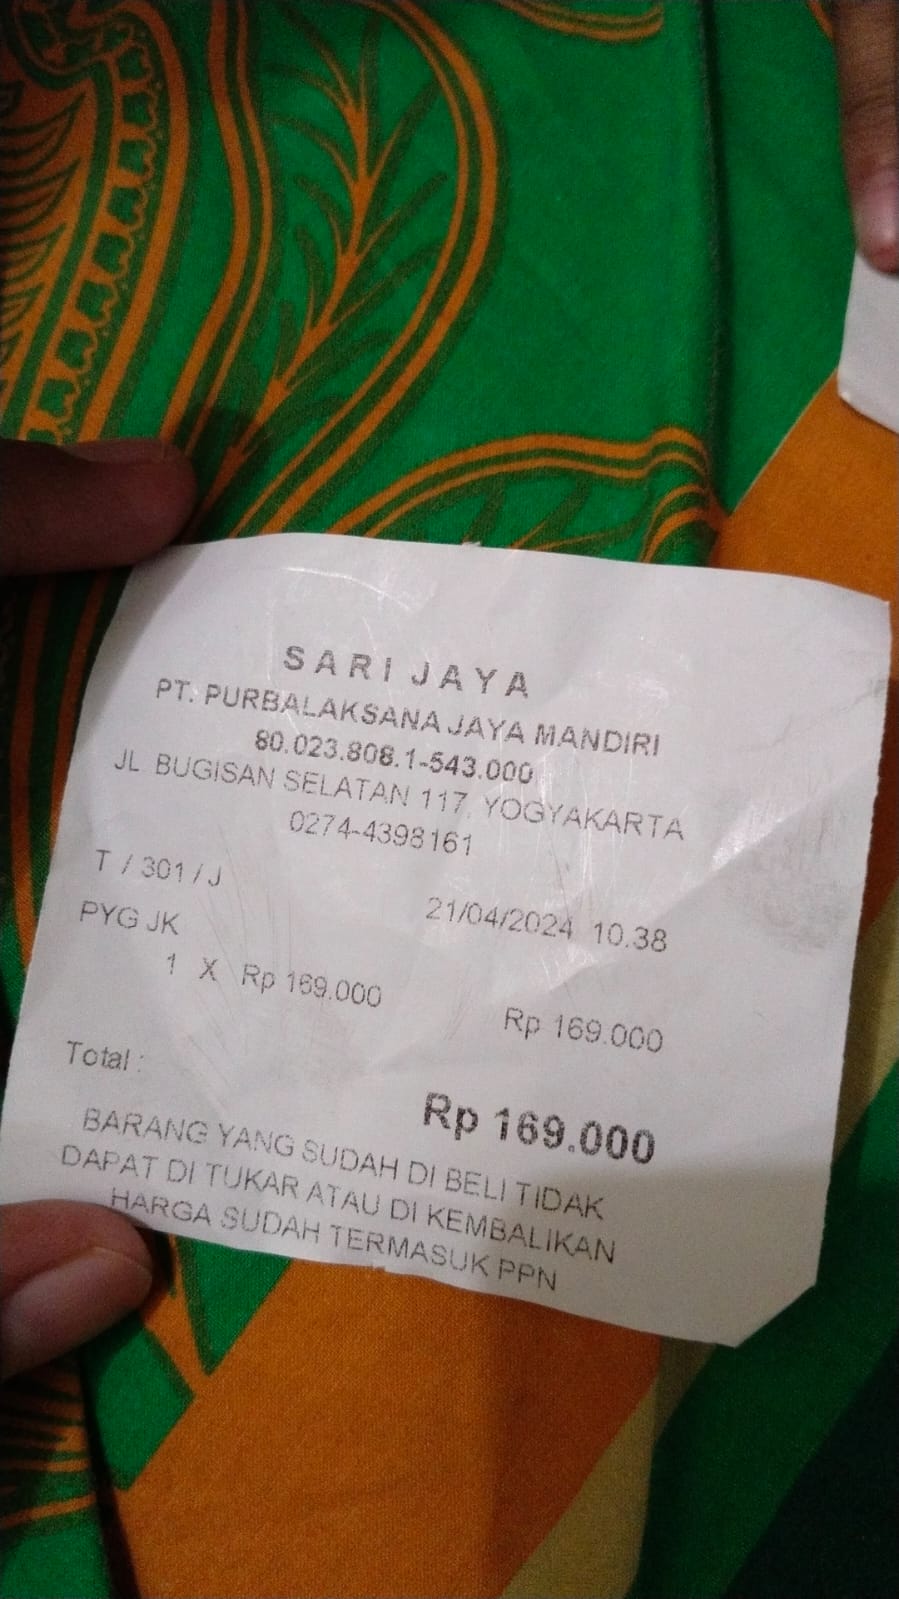 SARI JAYA
PT. PURBALAKSANA JAYA MANDIRI
80.023.808.1-543.000
JL. BUGISAN SELATAN 117, YOGYAKARTA
0274-4398161
T / 301 / J
21/04/2024 10.38
PYG JK
1 X Rp 169.000
Rp 169.000
Total :
Rp 169.000
BARANG YANG SUDAH DI BELI TIDAK
DAPAT DI TUKAR ATAU DI KEMBALIKAN
HARGA SUDAH TERMASUK PPN